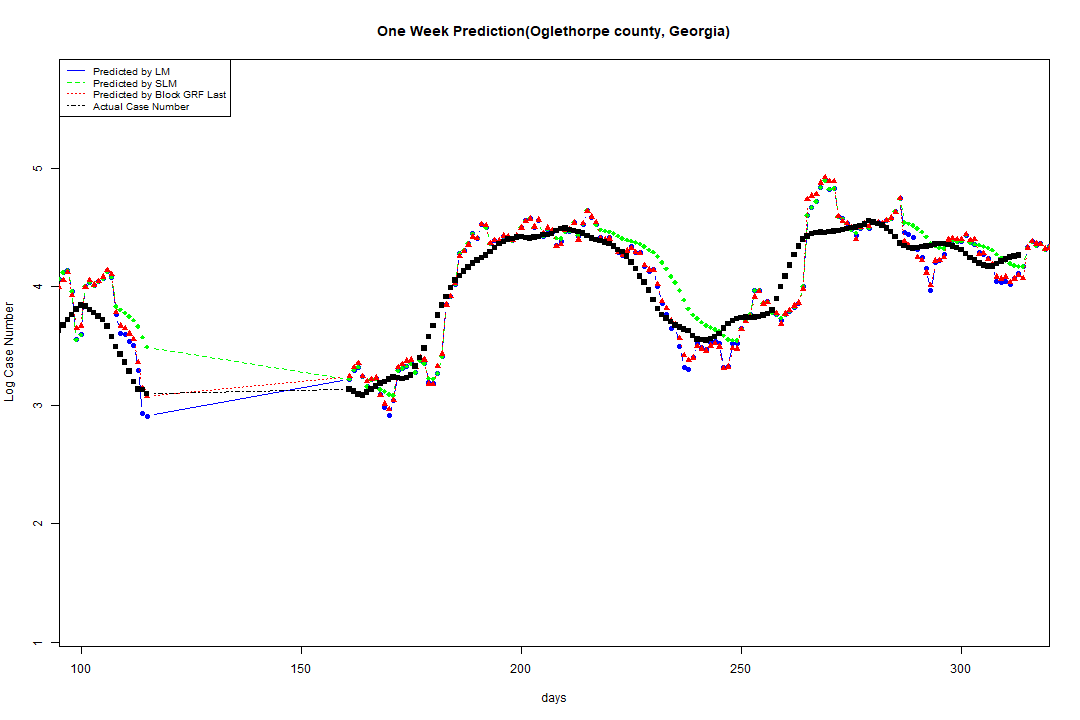 One Week Prediction(Oglethorpe county, Georgia)
Predicted by LM
Predicted by SLM
Predicted by Block GRF Last
Actual Case Number
Log Case Number
5
4
3
2
1
100 150 200 250 300
days